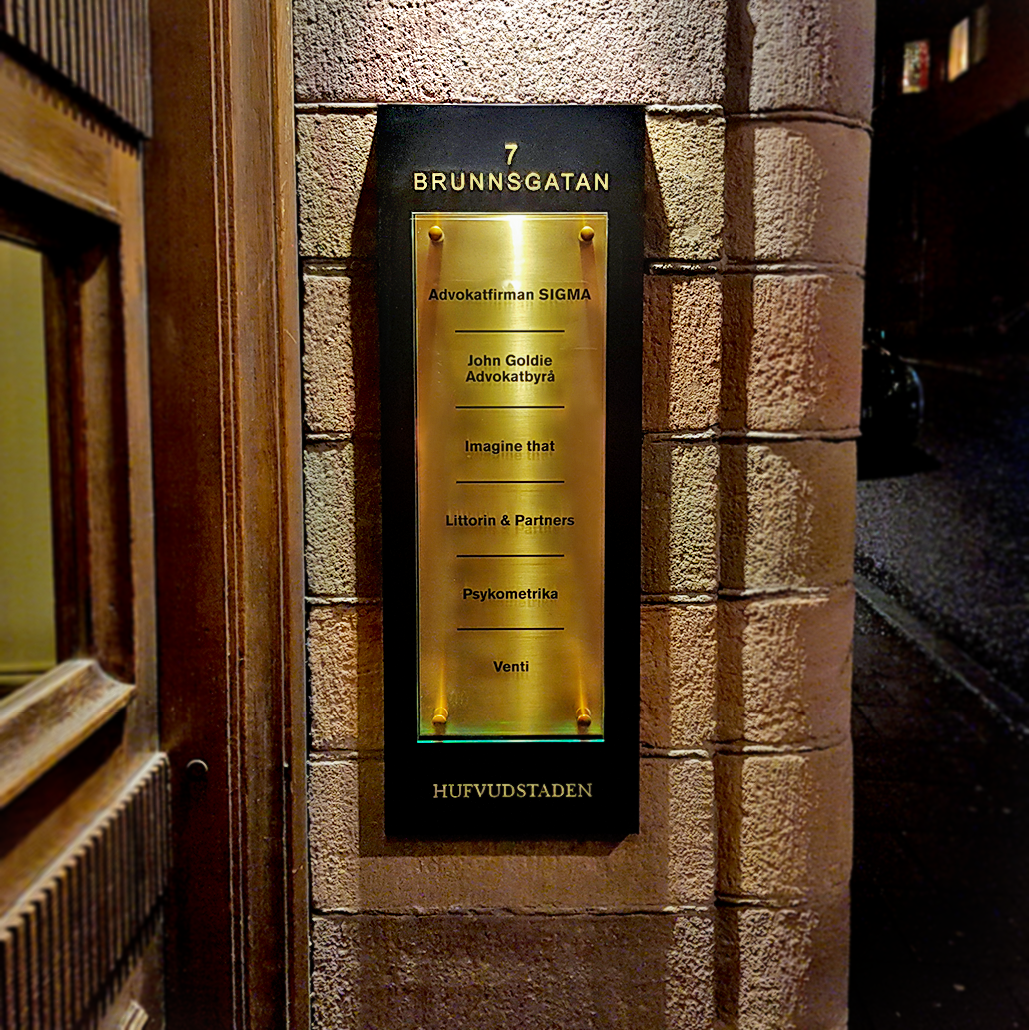 7
BRUNNSGATAN
Advokatfirman SIGMA
John Goldie
Advokatbyrå
Imagine that
Littorin & Partners
Psykometrika
Venti
HUFVUDSTADEN